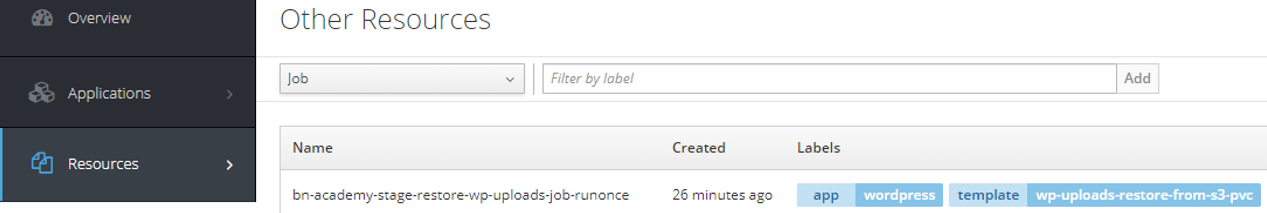 Overview
Other Resources
Job
Filter by label
Add
Applications
Resources
Name Created Labels
bn-academy-stage-restore-wp-uploads-job-runonce 26 minutes ago app wordpress template wp-uploads-restore-from-s3-pvc